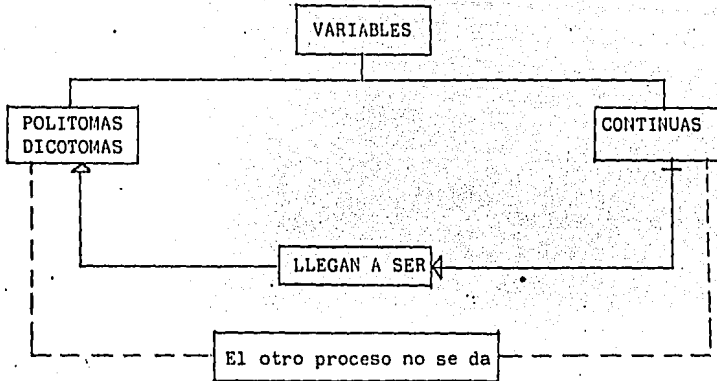 VARIABLES
POLITOMAS
DICOTOMAS
CONTINUAS
LLEGAN A SER
El otro proceso no se da